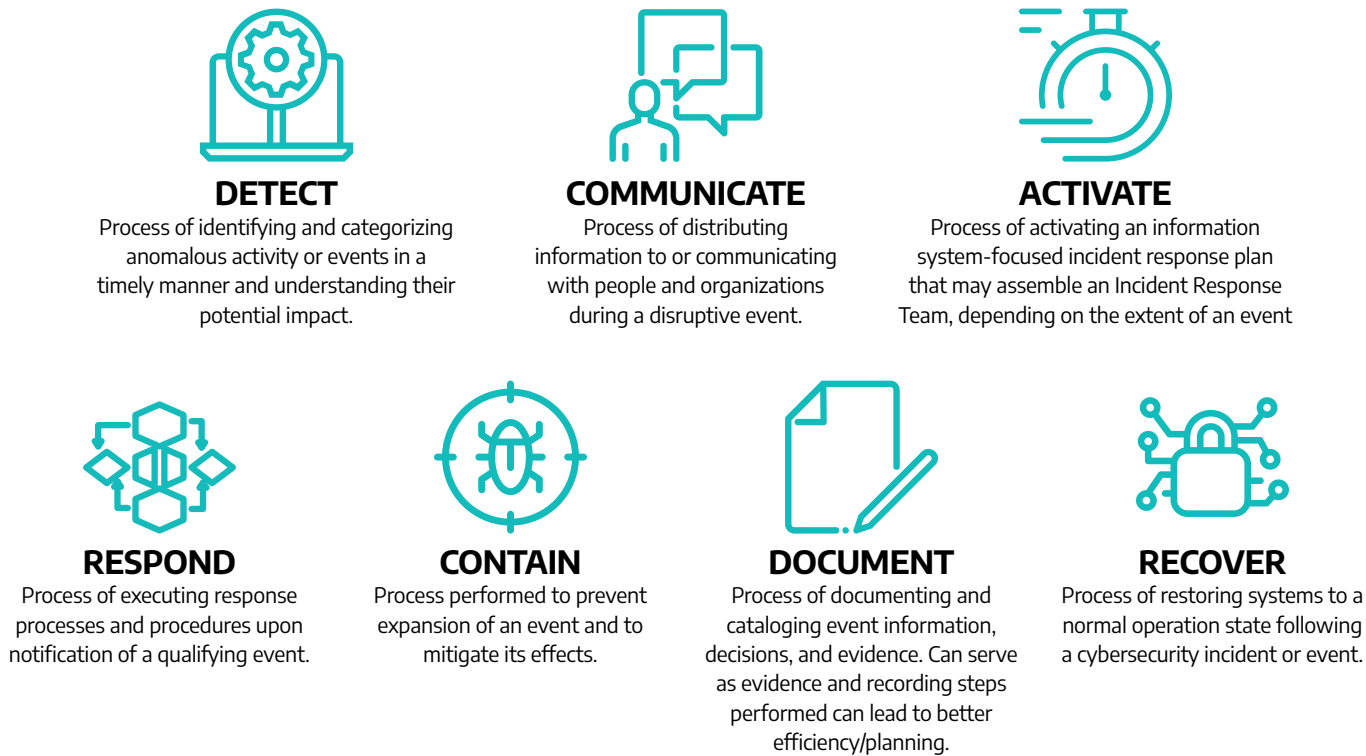 DETECT
Process of identifying and categorizing
anomalous activity or events in a
timely manner and understanding their
potential impact.
COMMUNICATE
Process of distributing
information to or communicating
with people and organizations
during a disruptive event.
ACTIVATE
Process of activating an information
system-focused incident response plan
that may assemble an Incident Response
Team, depending on the extent of an event
RESPOND
Process of executing response
processes and procedures upon
notification of a qualifying event.
CONTAIN
Process performed to prevent
expansion of an event and to
mitigate its effects.
DOCUMENT
Process of documenting and
cataloging event information,
decisions, and evidence. Can serve
as evidence and recording steps
performed can lead to better
efficiency/planning.
RECOVER
Process of restoring systems to a
normal operation state following
a cybersecurity incident or event.